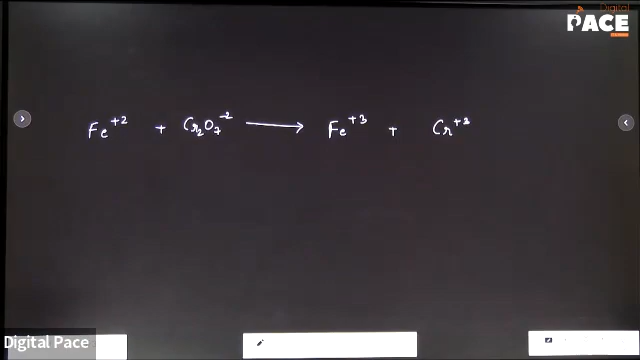 Digital
PACE
Fe⁺² + Cr₂O₇⁻² ⟶ Fe⁺³ + Cr⁺³
Digital Pace